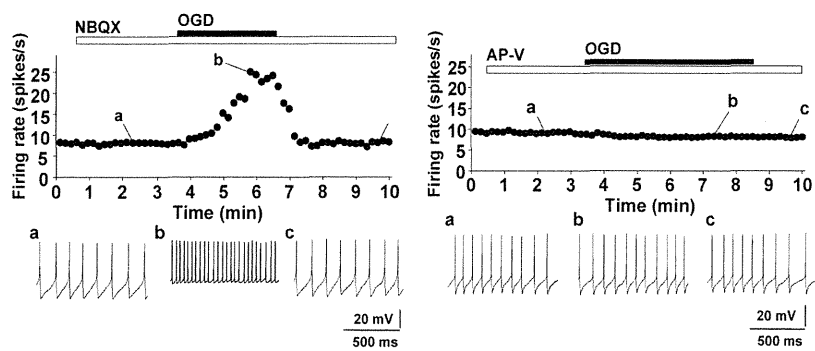 NBQX
OGD
Firing rate (spikes/s)
25
20
15
10
5
0
a
b
0 1 2 3 4 5 6 7 8 9 10
Time (min)
a
b
c
20 mV
500 ms
AP-V
OGD
Firing rate (spikes/s)
25
20
15
10
5
0
a
b
c
0 1 2 3 4 5 6 7 8 9 10
Time (min)
a
b
c
20 mV
500 ms